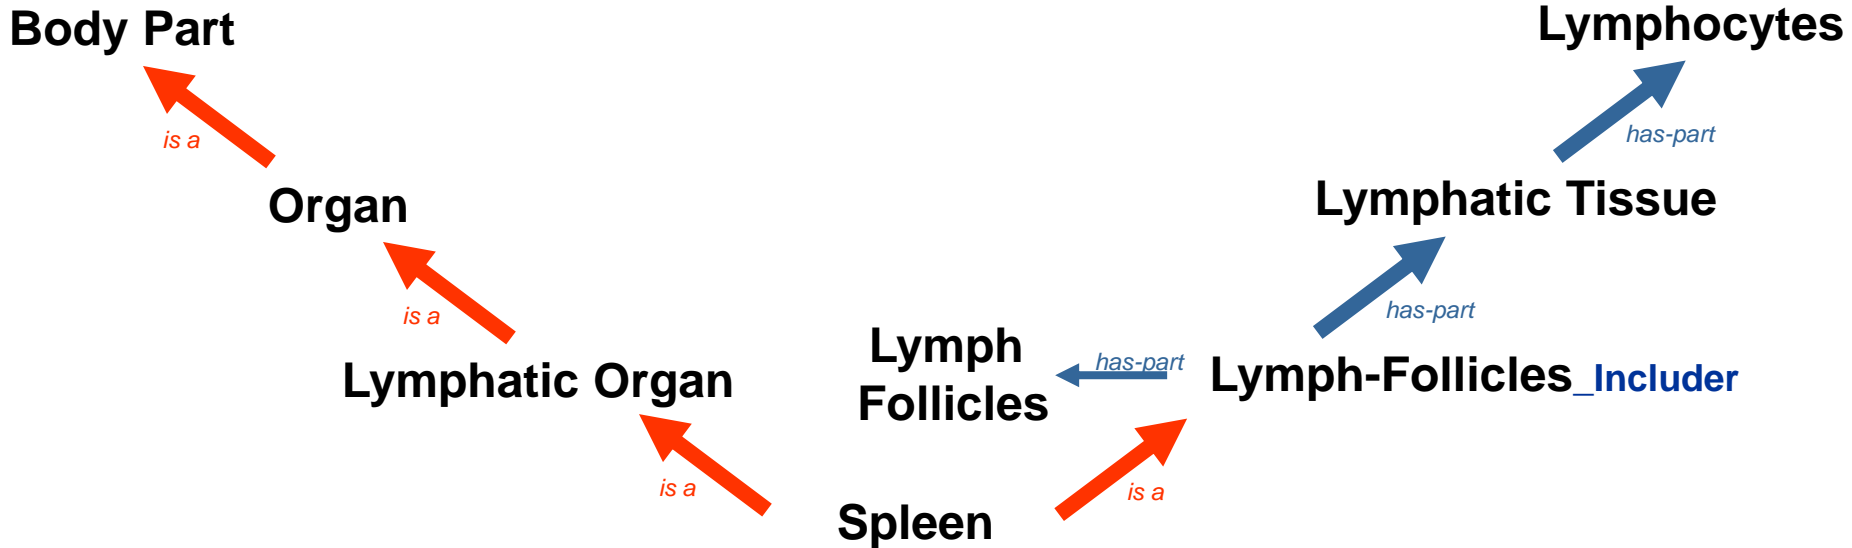 Body Part
Lymphocytes
is a
has-part
Organ
Lymphatic Tissue
is a
has-part
Lymph
Follicles
has-part
Lymphatic Organ
Lymph-Follicles_Includer
is a
is a
Spleen